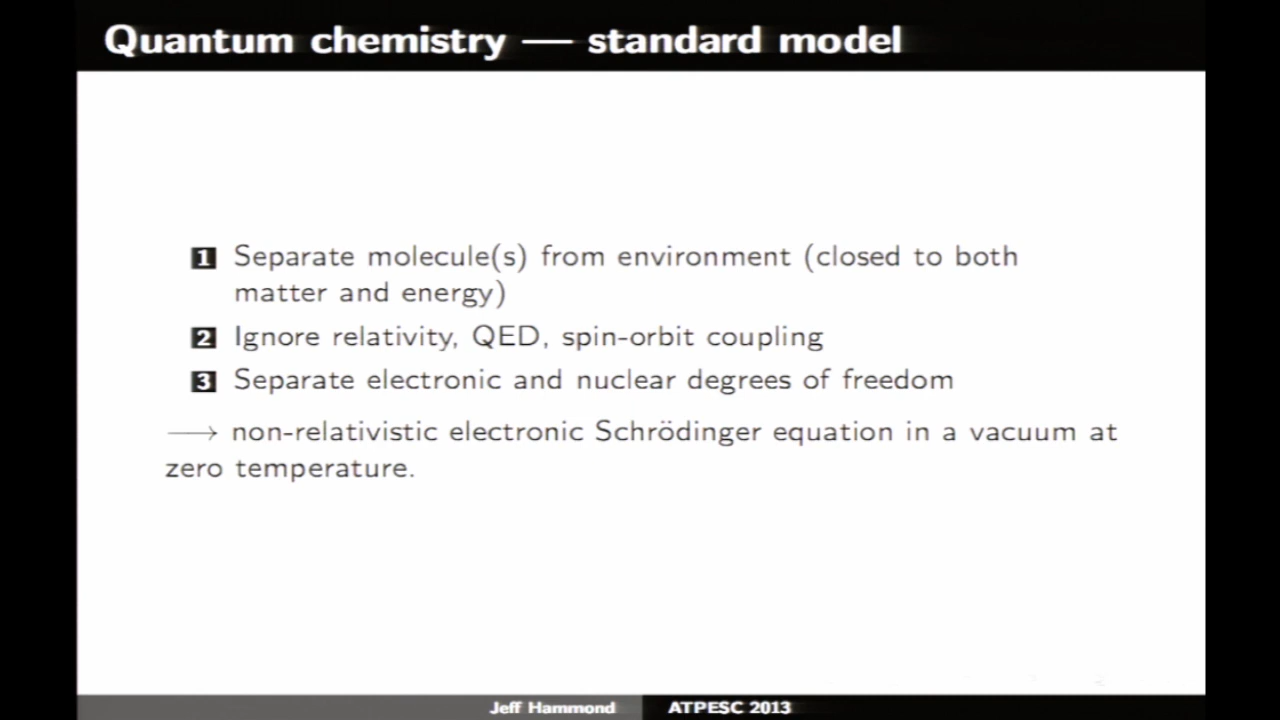 Quantum chemistry — standard model
1 Separate molecule(s) from environment (closed to both
matter and energy)
2 Ignore relativity, QED, spin-orbit coupling
3 Separate electronic and nuclear degrees of freedom
⟶ non-relativistic electronic Schrödinger equation in a vacuum at
zero temperature.
Jeff Hammond ATPESC 2013